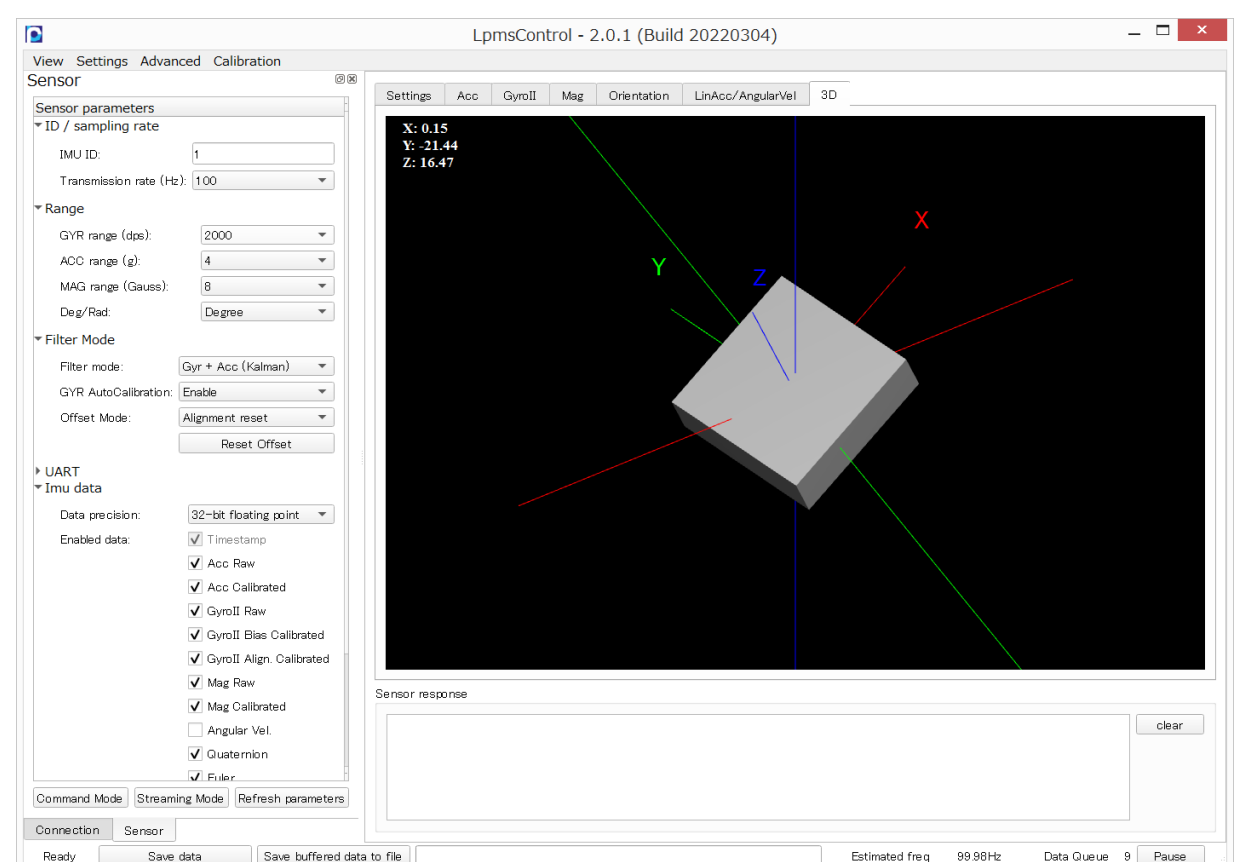 LpmsControl - 2.0.1 (Build 20220304)
View Settings Advanced Calibration
Sensor
Sensor parameters
ID / sampling rate
IMU ID: 1
Transmission rate (Hz): 100
Range
GYR range (dps): 2000
ACC range (g): 4
MAG range (Gauss): 8
Deg/Rad: Degree
Filter Mode
Filter mode: Gyr + Acc (Kalman)
GYR AutoCalibration: Enable
Offset Mode: Alignment reset
Reset Offset
UART
Imu data
Data precision: 32-bit floating point
Enabled data: Timestamp
Acc Raw
Acc Calibrated
GyroII Raw
GyroII Bias Calibrated
GyroII Align. Calibrated
Mag Raw
Mag Calibrated
Angular Vel.
Quaternion
Euler
Command Mode Streaming Mode Refresh parameters
Connection Sensor
Settings Acc GyroII Mag Orientation LinAcc/AngularVel 3D
X: 0.15
Y: -21.44
Z: 16.47
X
Y
Z
Sensor response
clear
Ready Save data Save buffered data to file Estimated freq 99.98Hz Data Queue 9 Pause